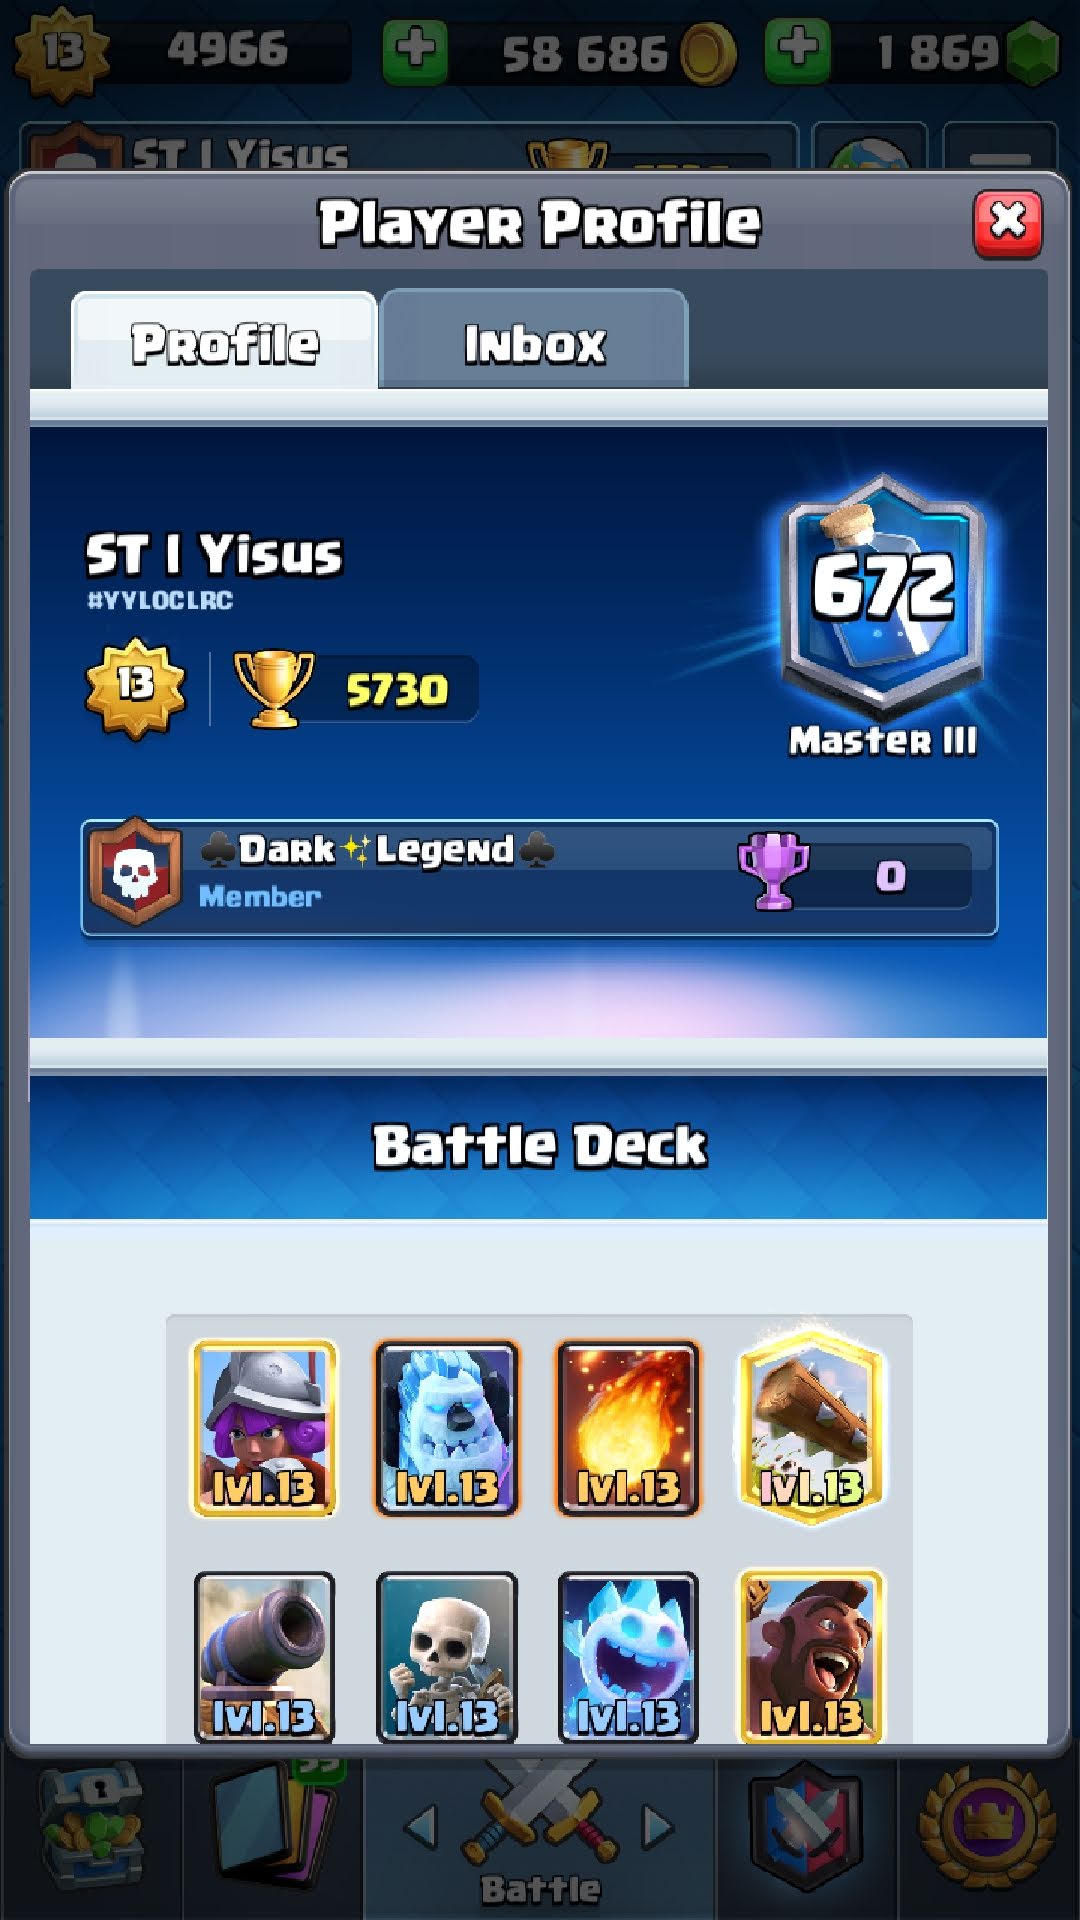 13 4966 58 686 1 869
ST | Yisus
Player Profile
Profile Inbox
ST | Yisus
#YYL0CLRC
13 5730
672
Master III
♣Dark✨Legend♣
Member
0
Battle Deck
lvl.13 lvl.13 lvl.13 lvl.13
lvl.13 lvl.13 lvl.13 lvl.13
Battle